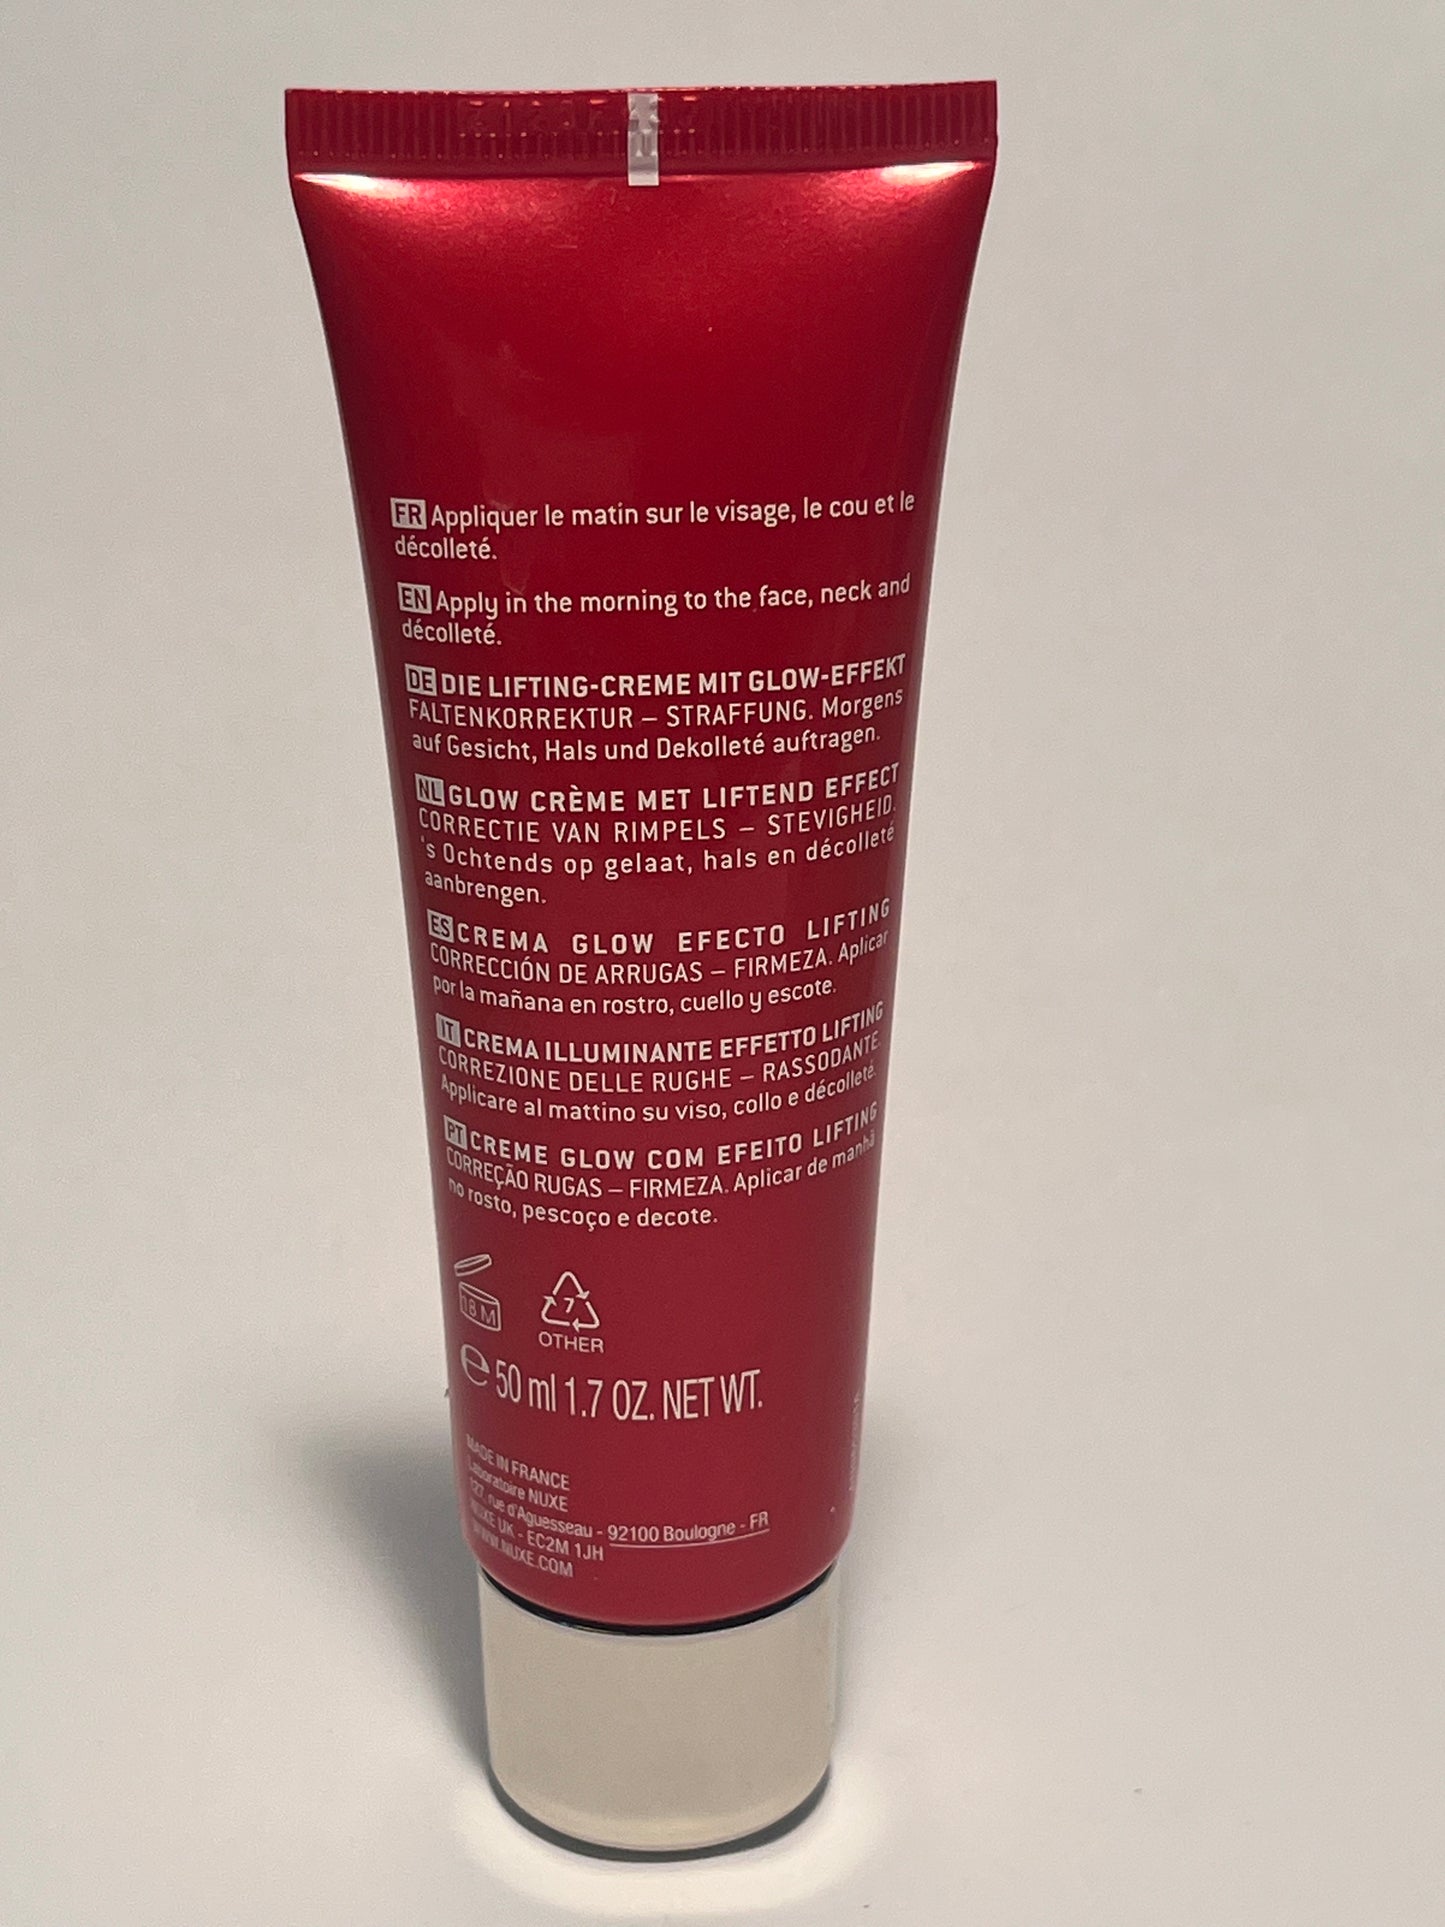 FR Appliquer le matin sur le visage, le cou et le
décolleté.
EN Apply in the morning to the face, neck and
décolleté.
DE DIE LIFTING-CREME MIT GLOW-EFFEKT
FALTENKORREKTUR – STRAFFUNG. Morgens
auf Gesicht, Hals und Dekolleté auftragen.
NL GLOW CRÈME MET LIFTEND EFFECT
CORRECTIE VAN RIMPELS – STEVIGHEID.
's Ochtends op gelaat, hals en décolleté
aanbrengen.
ES CREMA GLOW EFECTO LIFTING
CORRECCIÓN DE ARRUGAS – FIRMEZA. Aplicar
por la mañana en rostro, cuello y escote.
IT CREMA ILLUMINANTE EFFETTO LIFTING
CORREZIONE DELLE RUGHE – RASSODANTE.
Applicare al mattino su viso, collo e décolleté.
PT CREME GLOW COM EFEITO LIFTING
CORREÇÃO RUGAS – FIRMEZA. Aplicar de manhã
no rosto, pescoço e decote.
18 M
7
OTHER
e 50 ml 1.7 OZ. NET WT.
MADE IN FRANCE
Laboratoire NUXE
127, rue d'Aguesseau - 92100 Boulogne - FR
NUXE UK - EC2M 1JH
WWW.NUXE.COM